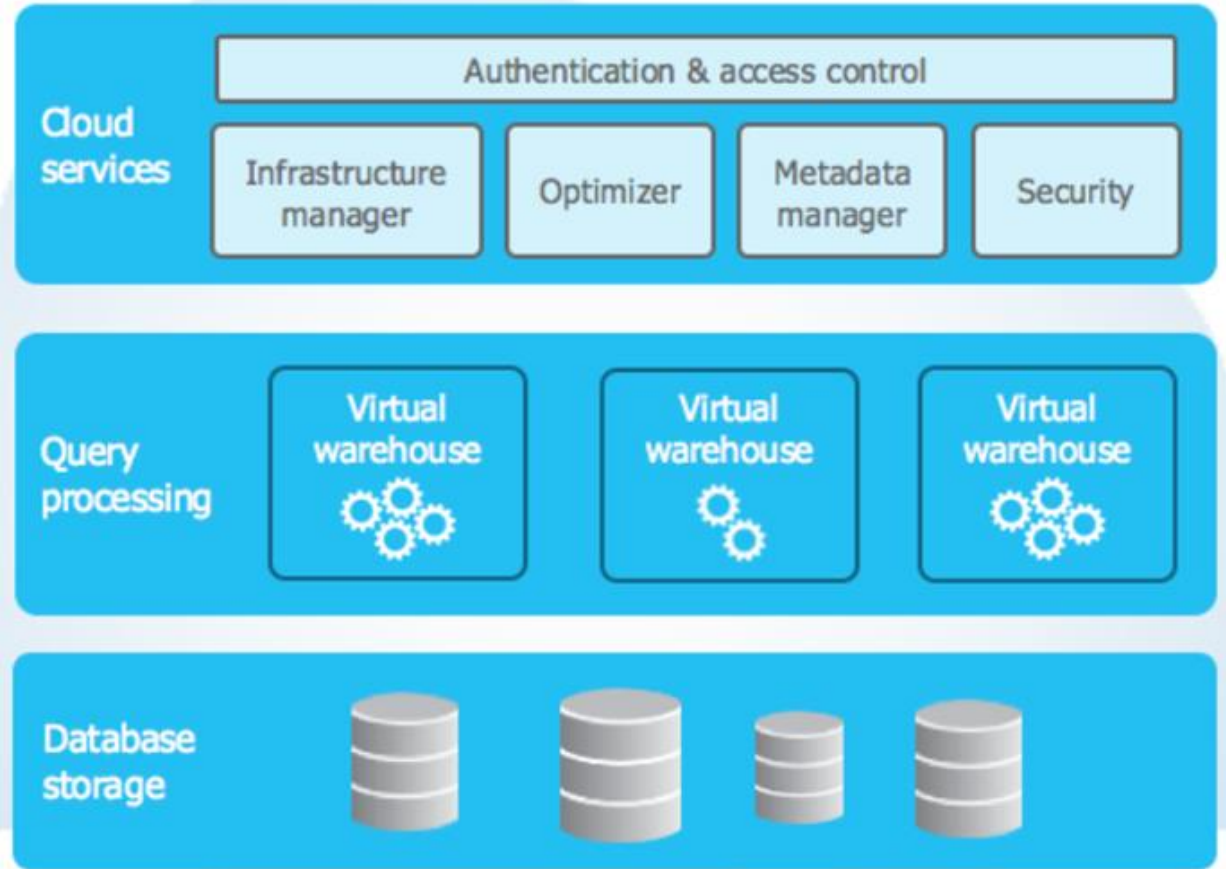 Authentication & access control
Cloud
services
Infrastructure
manager
Optimizer
Metadata
manager
Security
Query
processing
Virtual
warehouse
Virtual
warehouse
Virtual
warehouse
Database
storage